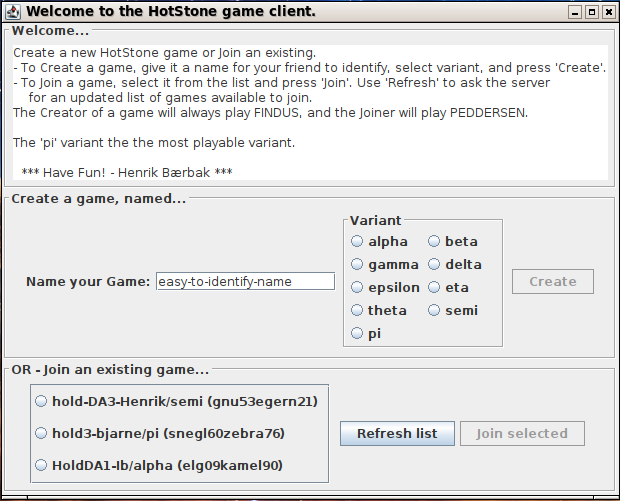 Welcome to the HotStone game client.
Welcome...
Create a new HotStone game or Join an existing.
- To Create a game, give it a name for your friend to identify, select variant, and press 'Create'.
- To Join a game, select it from the list and press 'Join'. Use 'Refresh' to ask the server
for an updated list of games available to join.
The Creator of a game will always play FINDUS, and the Joiner will play PEDDERSEN.
The 'pi' variant the the most playable variant.
*** Have Fun! - Henrik Bærbak ***
Create a game, named...
Name your Game: easy-to-identify-name
Variant
alpha beta
gamma delta
epsilon eta
theta semi
pi
Create
OR - Join an existing game...
hold-DA3-Henrik/semi (gnu53egern21)
hold3-bjarne/pi (snegl60zebra76)
HoldDA1-lb/alpha (elg09kamel90)
Refresh list
Join selected